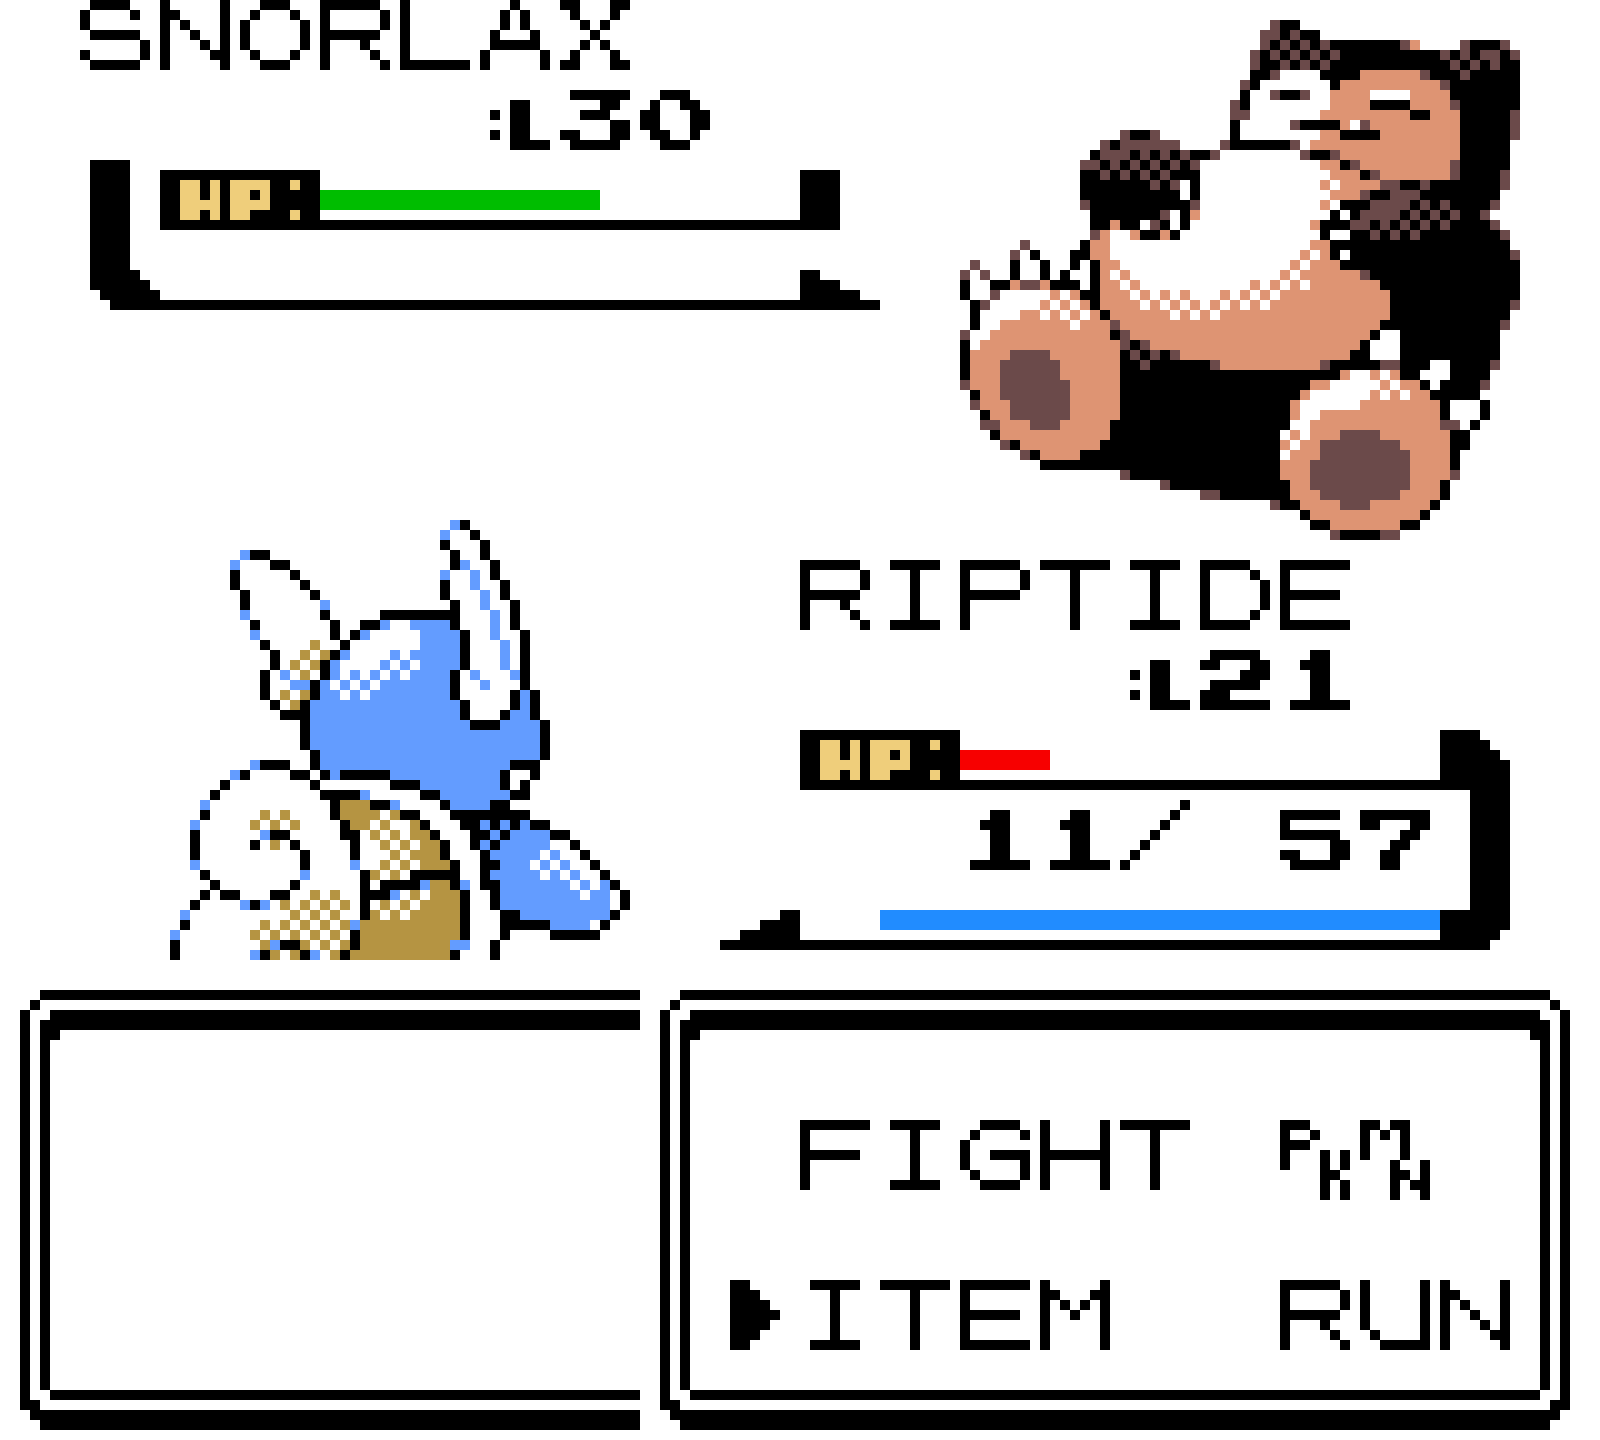 SNORLAX
:L30
HP:
RIPTIDE
:L21
HP:
11/ 57
FIGHT PKMN
ITEM RUN